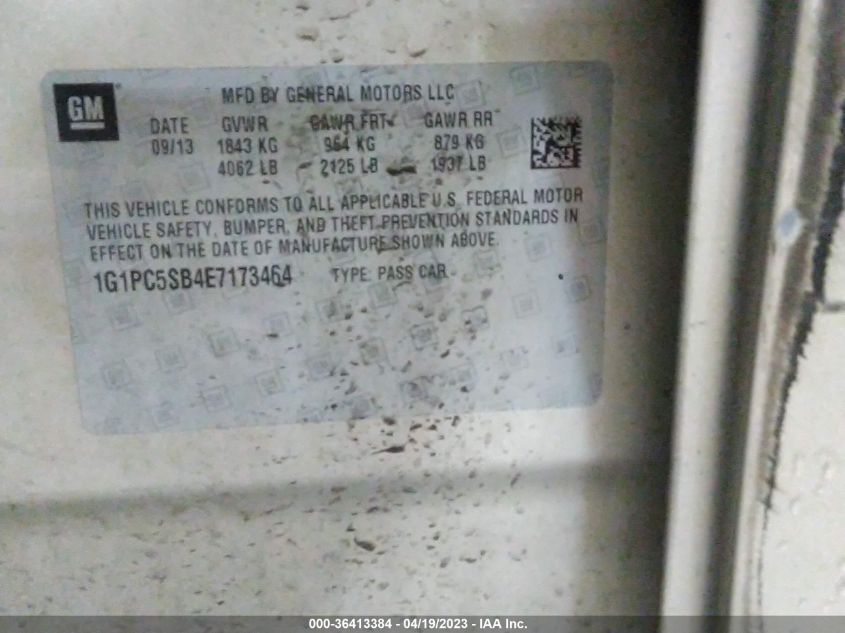 GM
MFD BY GENERAL MOTORS LLC
DATE GVWR GAWR FRT GAWR RR
09/13 1843 KG 964 KG 879 KG
4062 LB 2125 LB 1937 LB
THIS VEHICLE CONFORMS TO ALL APPLICABLE U.S. FEDERAL MOTOR
VEHICLE SAFETY, BUMPER, AND THEFT PREVENTION STANDARDS IN
EFFECT ON THE DATE OF MANUFACTURE SHOWN ABOVE.
1G1PC5SB4E7173464 TYPE: PASS CAR
000-36413384 - 04/19/2023 - IAA Inc.